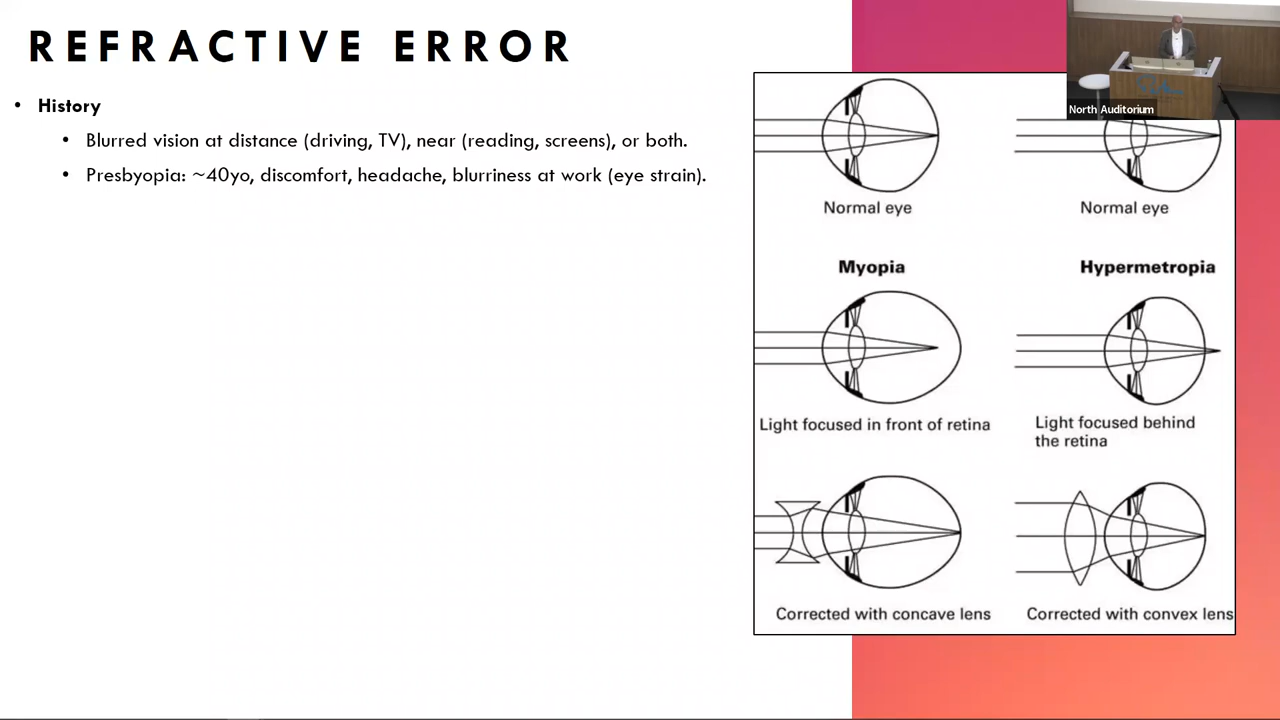 REFRACTIVE ERROR
• History
• Blurred vision at distance (driving, TV), near (reading, screens), or both.
• Presbyopia: ~40yo, discomfort, headache, blurriness at work (eye strain).
North Auditorium
Normal eye
Normal eye
Myopia
Hypermetropia
Light focused in front of retina
Light focused behind
the retina
Corrected with concave lens
Corrected with convex lens